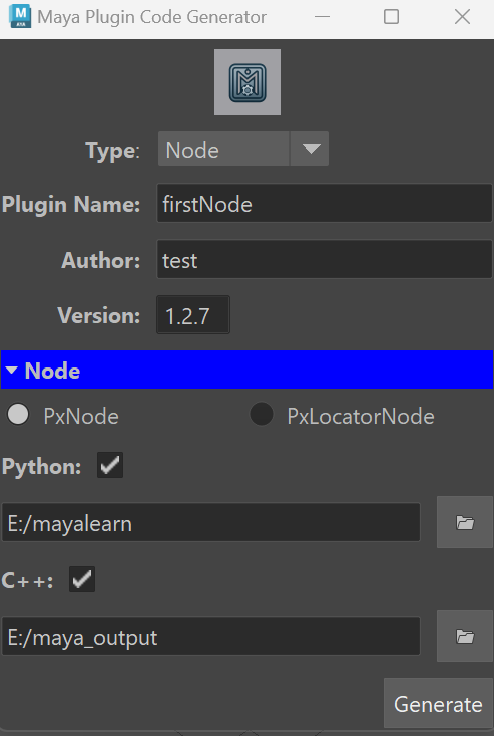 Maya Plugin Code Generator
Type: Node
Plugin Name: firstNode
Author: test
Version: 1.2.7
Node
PxNode PxLocatorNode
Python:
E:/mayalearn
C++:
E:/maya_output
Generate